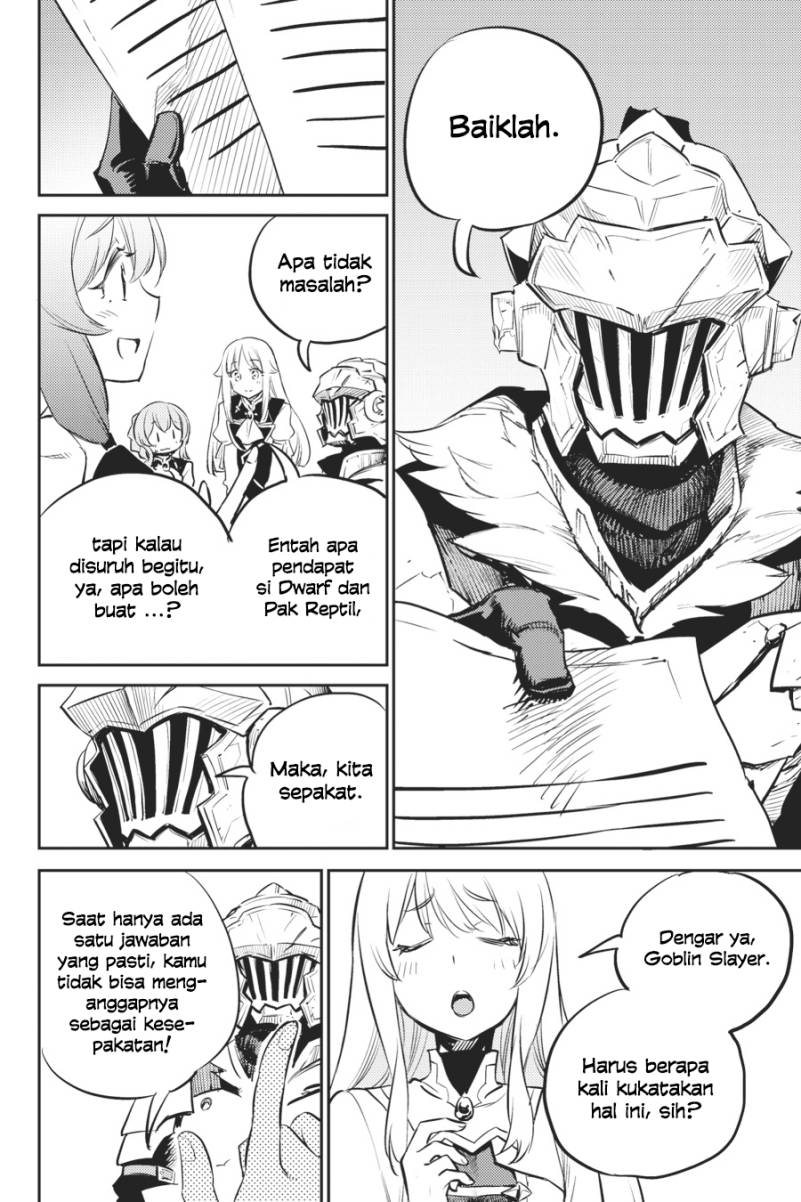 Baiklah.
Apa tidak
masalah?
Entah apa
pendapat
si Dwarf dan
Pak Reptil,
tapi kalau
disuruh begitu,
ya, apa boleh
buat ...?
Maka, kita
sepakat.
Dengar ya,
Goblin Slayer.
Harus berapa
kali kukatakan
hal ini, sih?
Saat hanya ada
satu jawaban
yang pasti, kamu
tidak bisa meng-
anggapnya
sebagai kese-
pakatan!